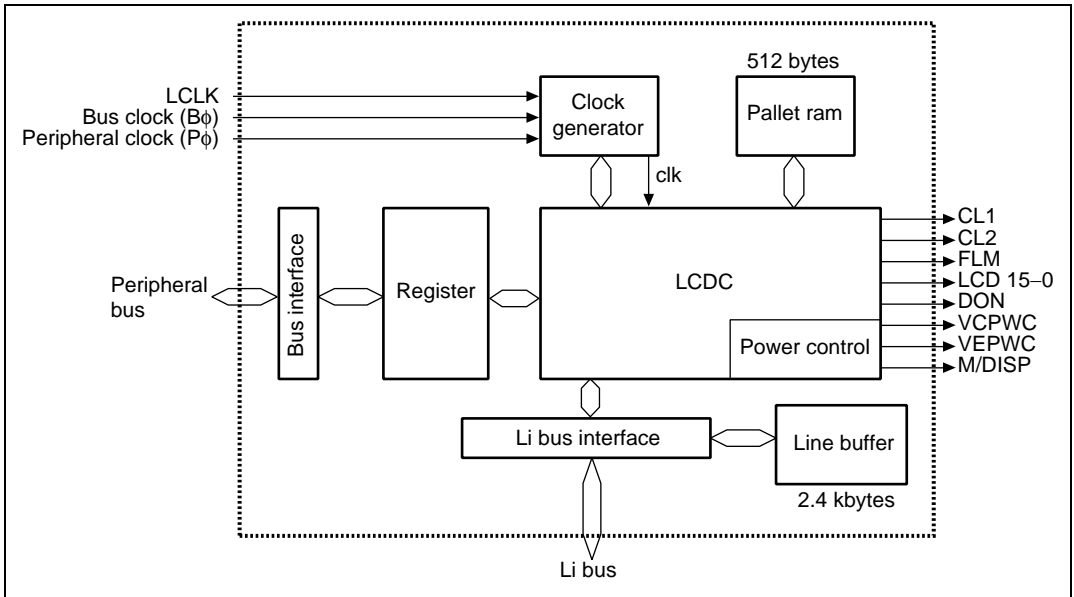 512 bytes
LCLK
Bus clock (Bϕ)
Peripheral clock (Pϕ)
Clock
generator
Pallet ram
clk
CL1
CL2
FLM
LCD 15–0
DON
VCPWC
VEPWC
M/DISP
Peripheral
bus
Bus interface
Register
LCDC
Power control
Li bus interface
Line buffer
2.4 kbytes
Li bus